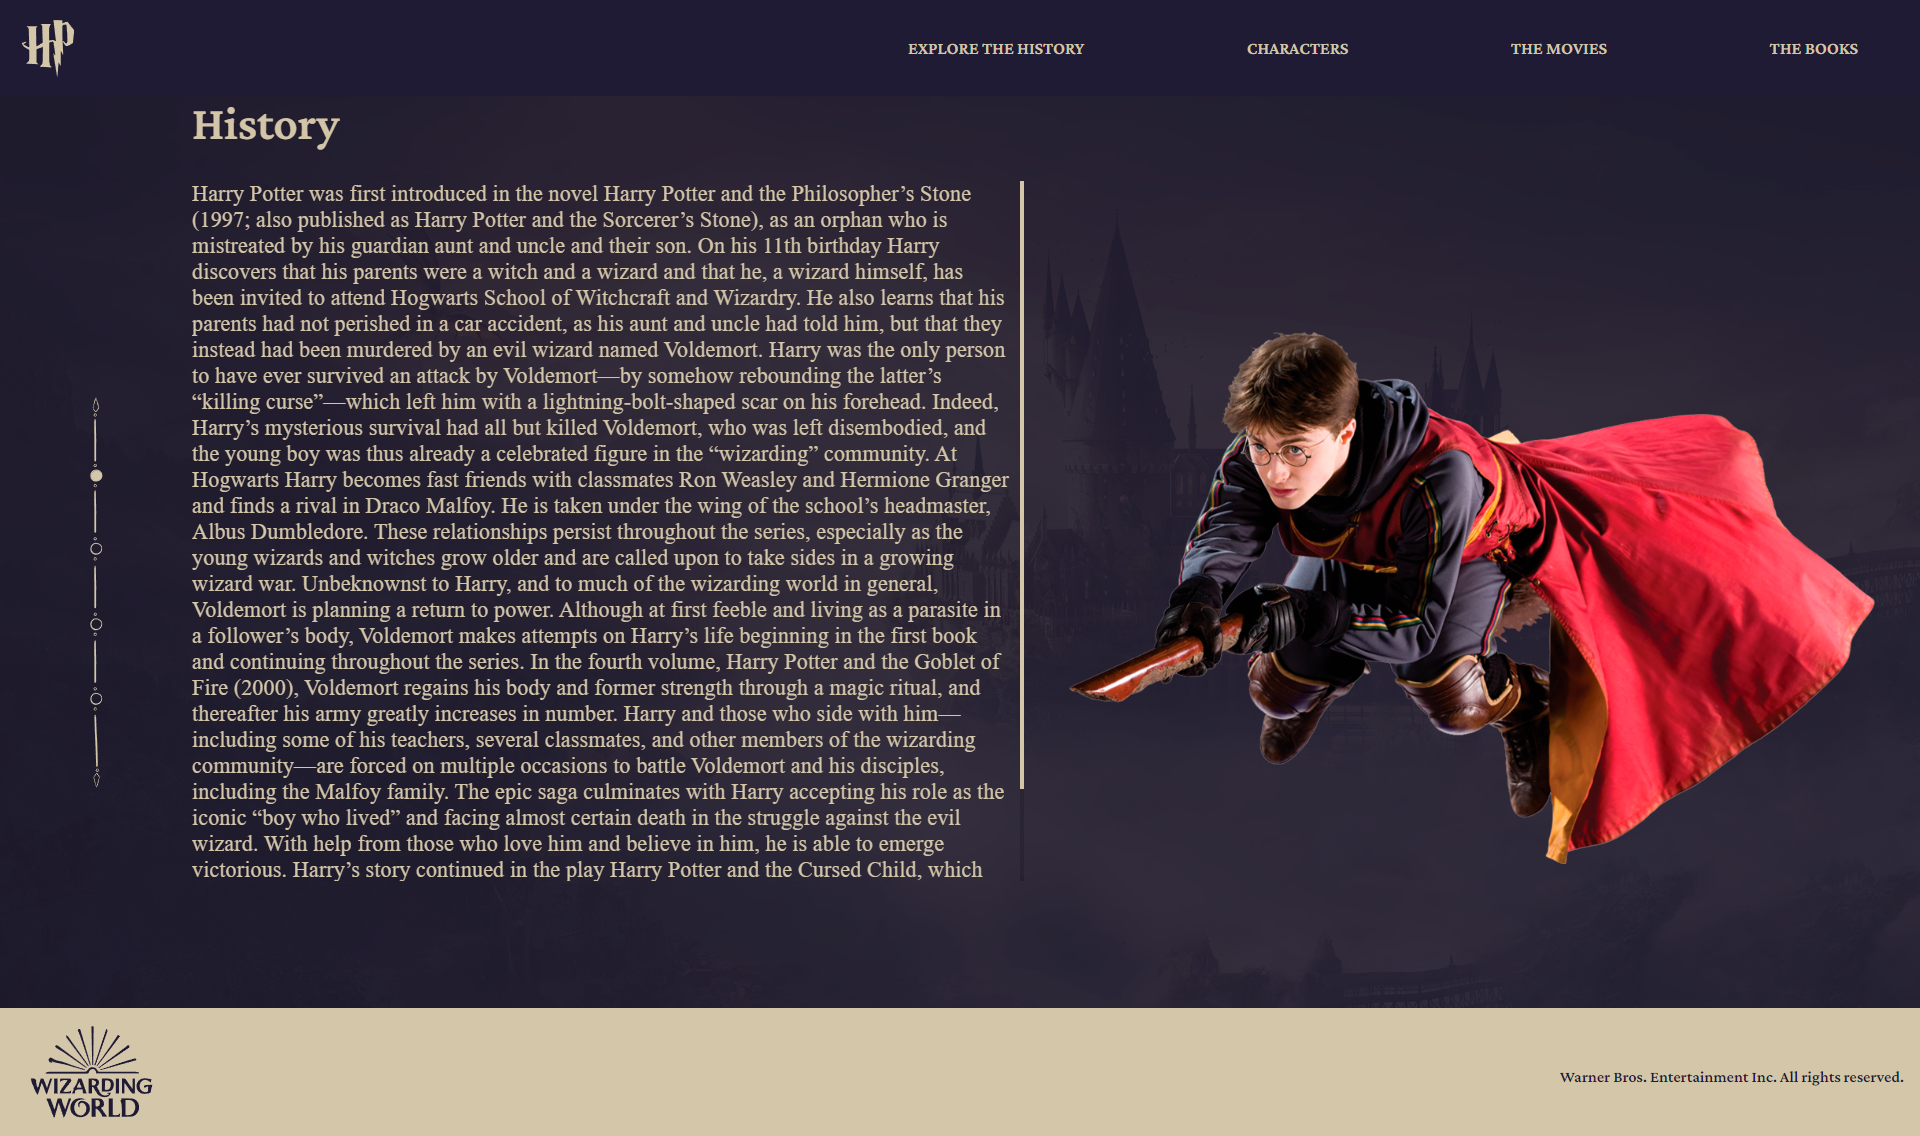 HP
EXPLORE THE HISTORY
CHARACTERS
THE MOVIES
THE BOOKS
History
Harry Potter was first introduced in the novel Harry Potter and the Philosopher’s Stone
(1997; also published as Harry Potter and the Sorcerer’s Stone), as an orphan who is
mistreated by his guardian aunt and uncle and their son. On his 11th birthday Harry
discovers that his parents were a witch and a wizard and that he, a wizard himself, has
been invited to attend Hogwarts School of Witchcraft and Wizardry. He also learns that his
parents had not perished in a car accident, as his aunt and uncle had told him, but that they
instead had been murdered by an evil wizard named Voldemort. Harry was the only person
to have ever survived an attack by Voldemort—by somehow rebounding the latter’s
“killing curse”—which left him with a lightning-bolt-shaped scar on his forehead. Indeed,
Harry’s mysterious survival had all but killed Voldemort, who was left disembodied, and
the young boy was thus already a celebrated figure in the “wizarding” community. At
Hogwarts Harry becomes fast friends with classmates Ron Weasley and Hermione Granger
and finds a rival in Draco Malfoy. He is taken under the wing of the school’s headmaster,
Albus Dumbledore. These relationships persist throughout the series, especially as the
young wizards and witches grow older and are called upon to take sides in a growing
wizard war. Unbeknownst to Harry, and to much of the wizarding world in general,
Voldemort is planning a return to power. Although at first feeble and living as a parasite in
a follower’s body, Voldemort makes attempts on Harry’s life beginning in the first book
and continuing throughout the series. In the fourth volume, Harry Potter and the Goblet of
Fire (2000), Voldemort regains his body and former strength through a magic ritual, and
thereafter his army greatly increases in number. Harry and those who side with him—
including some of his teachers, several classmates, and other members of the wizarding
community—are forced on multiple occasions to battle Voldemort and his disciples,
including the Malfoy family. The epic saga culminates with Harry accepting his role as the
iconic “boy who lived” and facing almost certain death in the struggle against the evil
wizard. With help from those who love him and believe in him, he is able to emerge
victorious. Harry’s story continued in the play Harry Potter and the Cursed Child, which
WIZARDING
WORLD
Warner Bros. Entertainment Inc. All rights reserved.